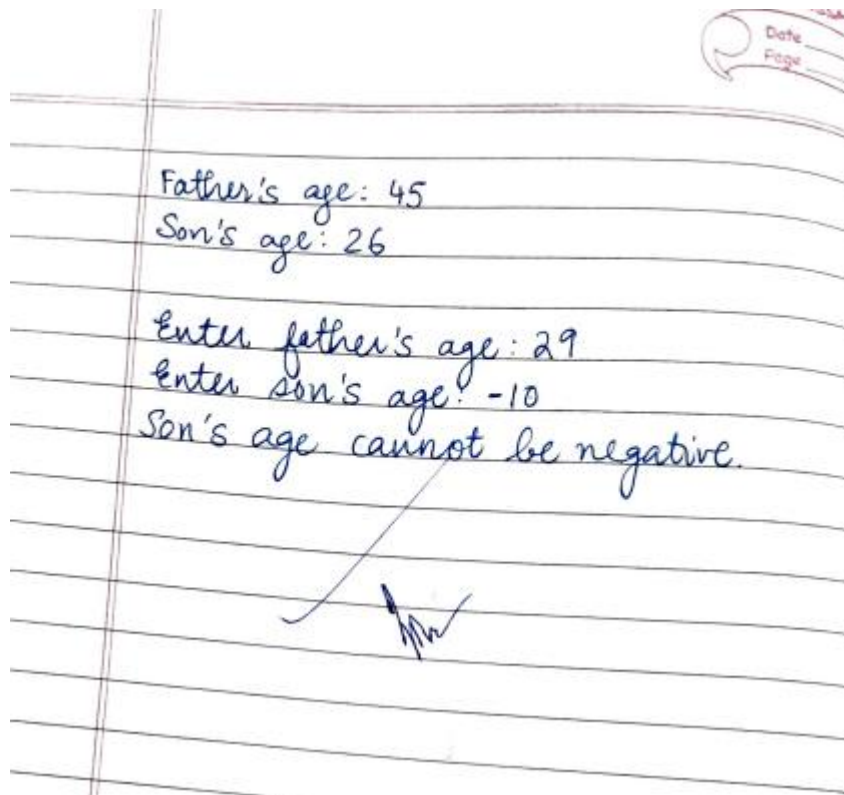 Date
Page
Father's age: 45
Son's age: 26
Enter father's age: 29
Enter son's age: -10
Son's age cannot be negative.